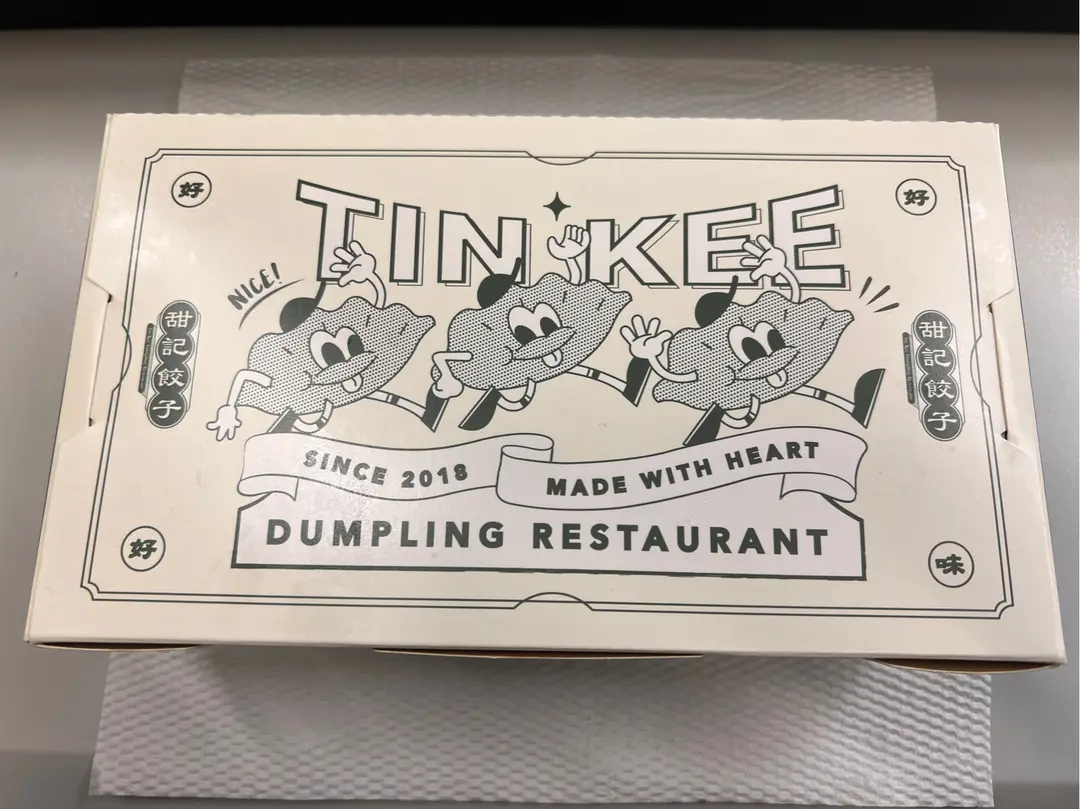 好
好
TIN KEE
NICE!
甜記餃子
甜記餃子
SINCE 2018
MADE WITH HEART
DUMPLING RESTAURANT
好
味